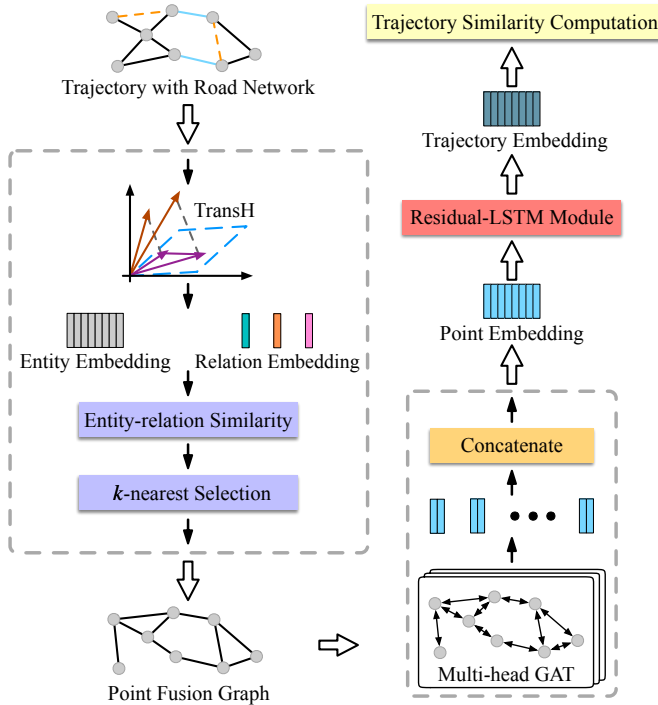 Trajectory with Road Network
TransH
Entity Embedding
Relation Embedding
Entity-relation Similarity
k-nearest Selection
Point Fusion Graph
Trajectory Similarity Computation
Trajectory Embedding
Residual-LSTM Module
Point Embedding
Concatenate
Multi-head GAT